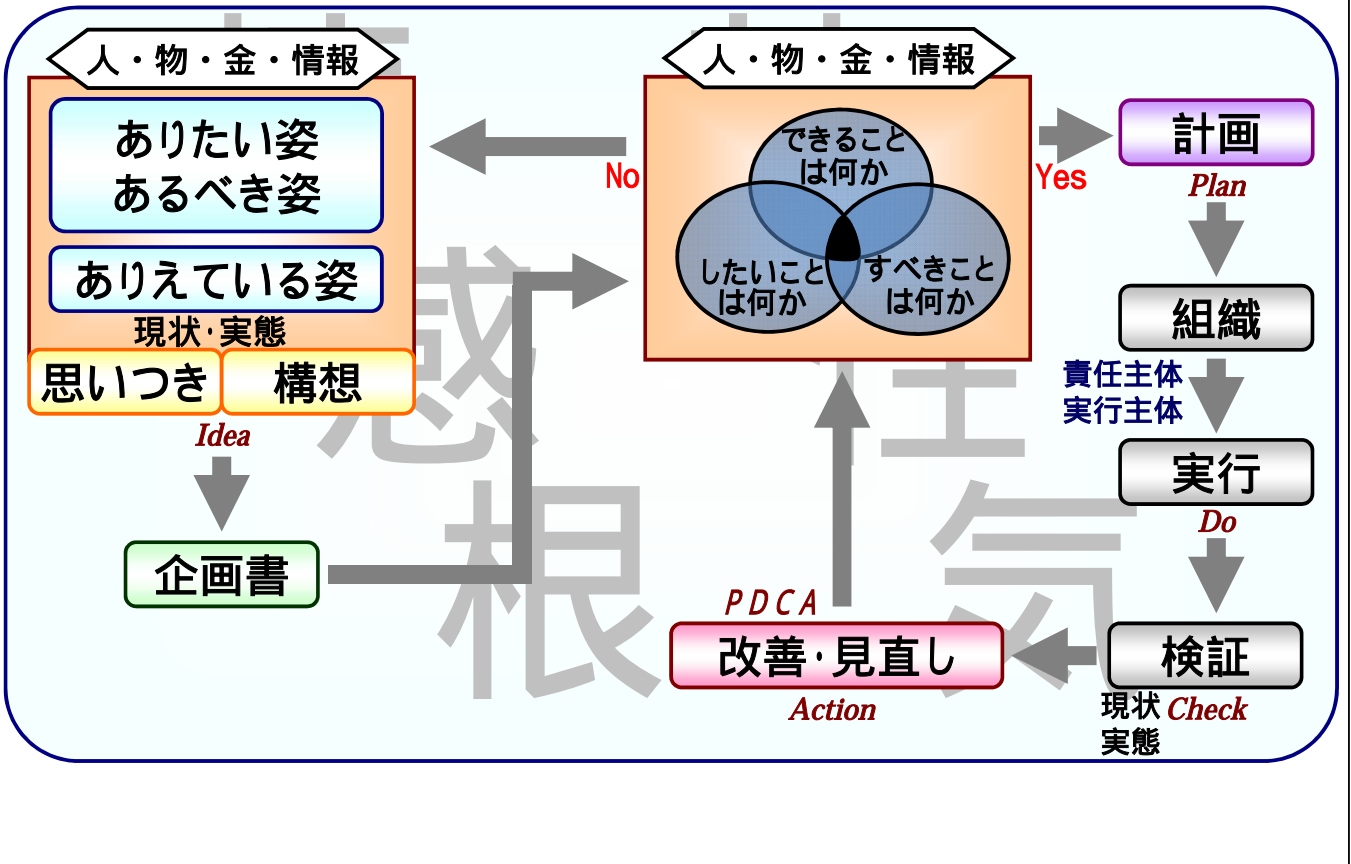 人・物・金・情報
ありたい姿
あるべき姿
ありえている姿
現状・実態
思いつき
構想
Idea
企画書
人・物・金・情報
できること
は何か
したいこと
は何か
すべきこと
は何か
No
Yes
計画
Plan
組織
責任主体
実行主体
実行
Do
検証
現状 Check
実態
PDCA
改善・見直し
Action
感
性
根
気